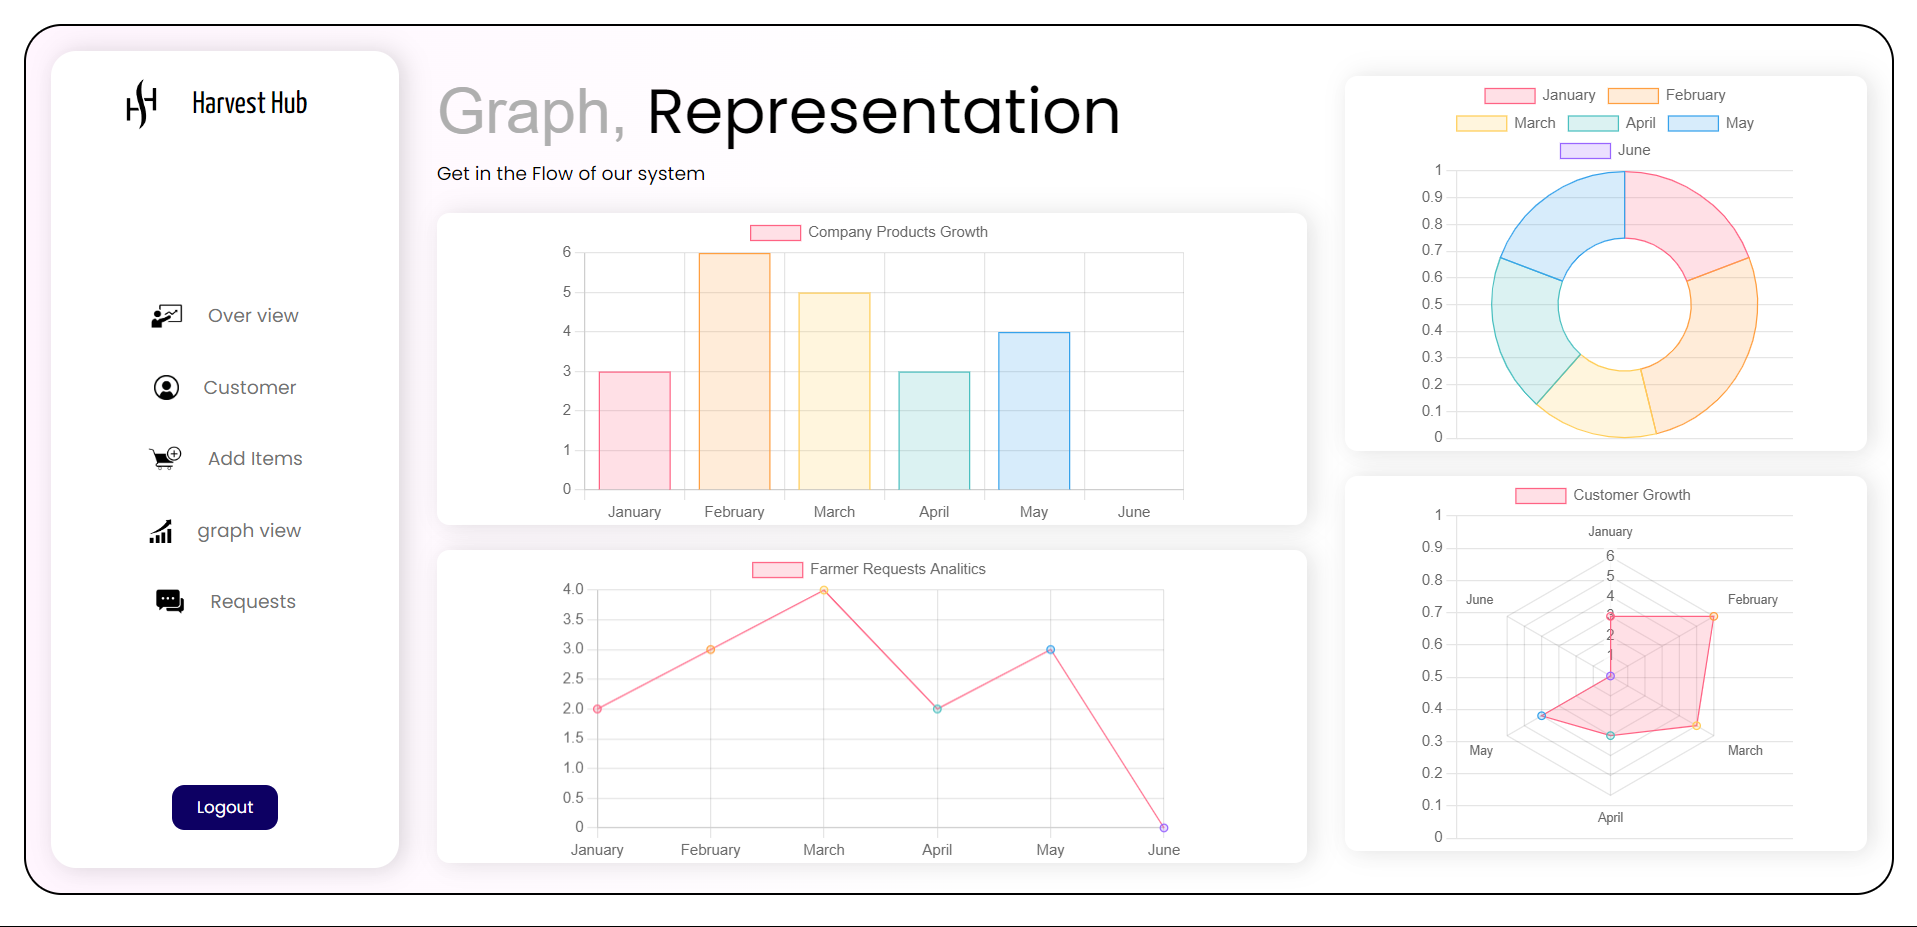 Harvest Hub
Over view
Customer
Add Items
graph view
Requests
Logout
Graph, Representation
Get in the Flow of our system
Company Products Growth
6
5
4
3
2
1
0
January February March April May June
Farmer Requests Analitics
4.0
3.5
3.0
2.5
2.0
1.5
1.0
0.5
0
January February March April May June
January February
March April May
June
1
0.9
0.8
0.7
0.6
0.5
0.4
0.3
0.2
0.1
0
Customer Growth
1
0.9
0.8
0.7
0.6
0.5
0.4
0.3
0.2
0.1
0
January
6
5
4
3
2
1
June February
May March
April